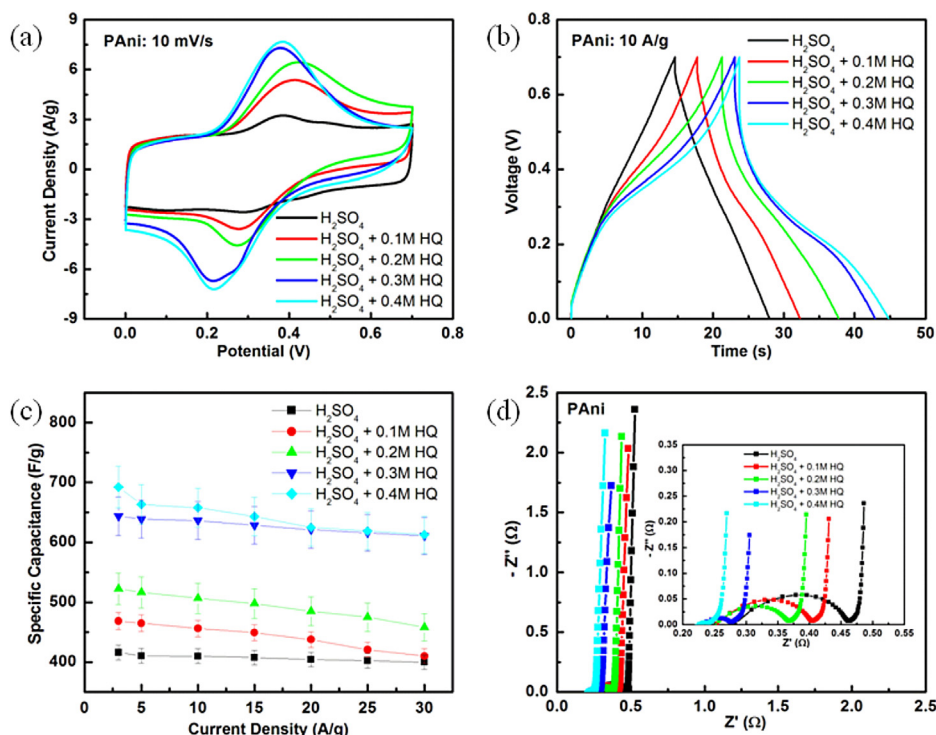 (a)
PAni: 10 mV/s
Current Density (A/g)
9
6
3
0
-3
-6
-9
H₂SO₄
H₂SO₄ + 0.1M HQ
H₂SO₄ + 0.2M HQ
H₂SO₄ + 0.3M HQ
H₂SO₄ + 0.4M HQ
0.0 0.2 0.4 0.6 0.8
Potential (V)
(b)
PAni: 10 A/g
H₂SO₄
H₂SO₄ + 0.1M HQ
H₂SO₄ + 0.2M HQ
H₂SO₄ + 0.3M HQ
H₂SO₄ + 0.4M HQ
Voltage (V)
0.8
0.6
0.4
0.2
0.0
0 10 20 30 40 50
Time (s)
(c)
Specific Capacitance (F/g)
800
700
600
500
400
H₂SO₄
H₂SO₄ + 0.1M HQ
H₂SO₄ + 0.2M HQ
H₂SO₄ + 0.3M HQ
H₂SO₄ + 0.4M HQ
5 10 15 20 25 30
Current Density (A/g)
(d)
PAni
- Z'' (Ω)
2.5
2.0
1.5
1.0
0.5
0.0
0.0 0.5 1.0 1.5 2.0 2.5
Z' (Ω)
- Z'' (Ω)
0.35
0.30
0.25
0.20
0.15
0.10
0.05
0.00
H₂SO₄
H₂SO₄ + 0.1M HQ
H₂SO₄ + 0.2M HQ
H₂SO₄ + 0.3M HQ
H₂SO₄ + 0.4M HQ
0.20 0.25 0.30 0.35 0.40 0.45 0.50 0.55
Z' (Ω)